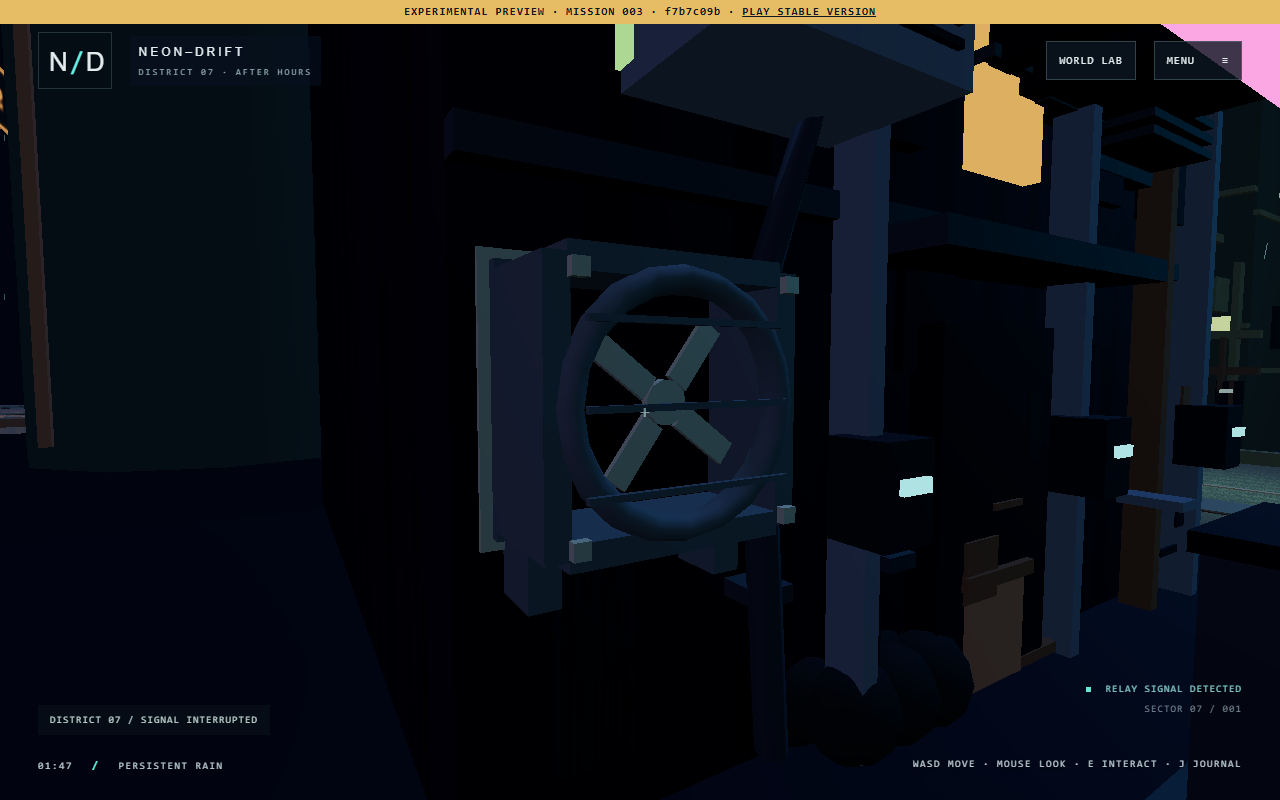 EXPERIMENTAL PREVIEW · MISSION 003 · f7b7c09b · PLAY STABLE VERSION
N/D
NEON—DRIFT
DISTRICT 07 · AFTER HOURS
WORLD LAB
MENU ≡
RELAY SIGNAL DETECTED
SECTOR 07 / 001
DISTRICT 07 / SIGNAL INTERRUPTED
01:47 / PERSISTENT RAIN
WASD MOVE · MOUSE LOOK · E INTERACT · J JOURNAL